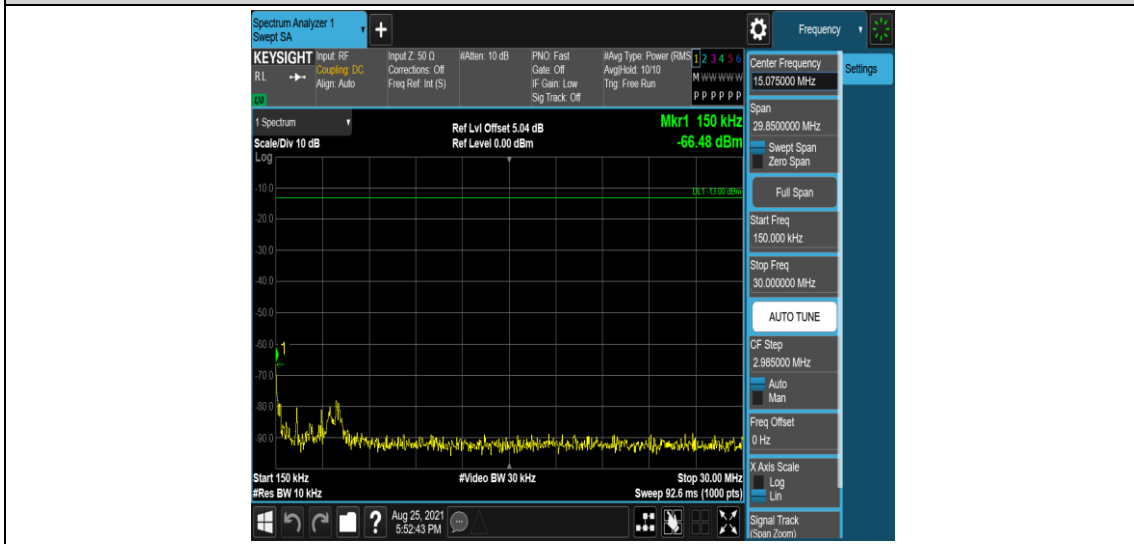 Spectrum Analyzer 1
Swept SA
+
Frequency
KEYSIGHT
RL
LXI
Input: RF
Coupling: DC
Align: Auto
Input Z: 50 Ω
Corrections: Off
Freq Ref: Int (S)
#Atten: 10 dB
PNO: Fast
Gate: Off
IF Gain: Low
Sig Track: Off
#Avg Type: Power (RMS
Avg|Hold: 10/10
Trig: Free Run
1 2 3 4 5 6
M W W W W W
P P P P P P
1 Spectrum
Scale/Div 10 dB
Log
Ref Lvl Offset 5.04 dB
Ref Level 0.00 dBm
Mkr1 150 kHz
-66.48 dBm
DL1 -13.00 dBm
-10.0
-20.0
-30.0
-40.0
-50.0
-60.0
1
-70.0
-80.0
-90.0
Start 150 kHz
#Res BW 10 kHz
#Video BW 30 kHz
Stop 30.00 MHz
Sweep 92.6 ms (1000 pts)
Aug 25, 2021
5:52:43 PM
?
Center Frequency
15.075000 MHz
Settings
Span
29.8500000 MHz
Swept Span
Zero Span
Full Span
Start Freq
150.000 kHz
Stop Freq
30.000000 MHz
AUTO TUNE
CF Step
2.985000 MHz
Auto
Man
Freq Offset
0 Hz
X Axis Scale
Log
Lin
Signal Track
(Span Zoom)